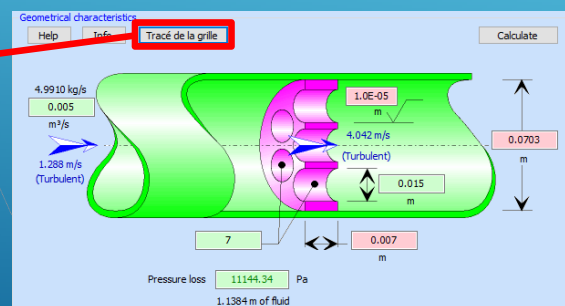 Geometrical characteristics
Help Info Tracé de la grille Calculate
4.9910 kg/s
0.005
m³/s
1.288 m/s
(Turbulent)
1.0E-05
m
4.042 m/s
(Turbulent)
0.015
m
0.0703
m
7
0.007
m
Pressure loss 11144.34 Pa
1.1384 m of fluid